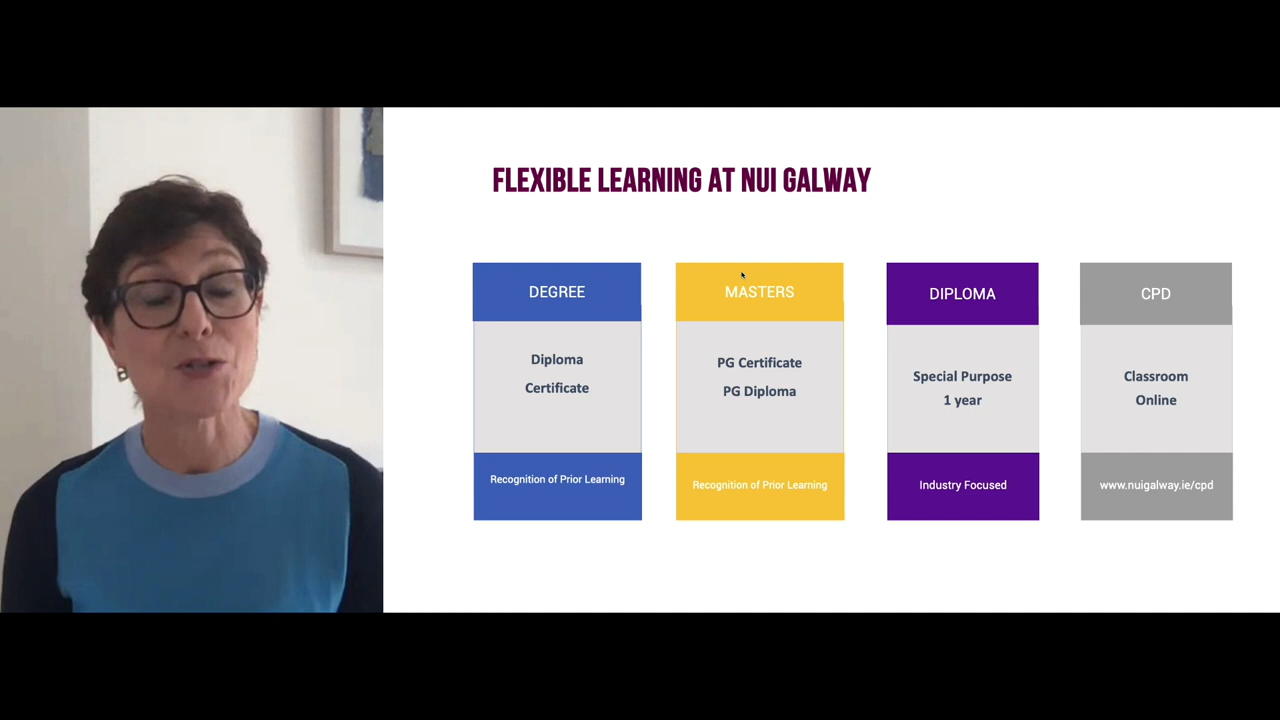 FLEXIBLE LEARNING AT NUI GALWAY
DEGREE
Diploma
Certificate
Recognition of Prior Learning
MASTERS
PG Certificate
PG Diploma
Recognition of Prior Learning
DIPLOMA
Special Purpose
1 year
Industry Focused
CPD
Classroom
Online
www.nuigalway.ie/cpd